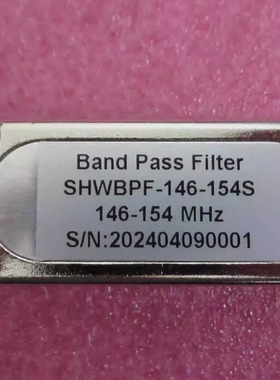 Band Pass Filter
SHWBPF-146-154S
146-154 MHz
S/N:202404090001